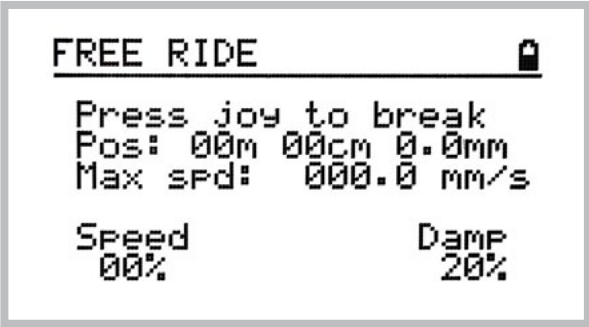 FREE RIDE
Press joy to break
Pos: 00m 00cm 0.0mm
Max spd: 000.0 mm/s
Speed Damp
00% 20%